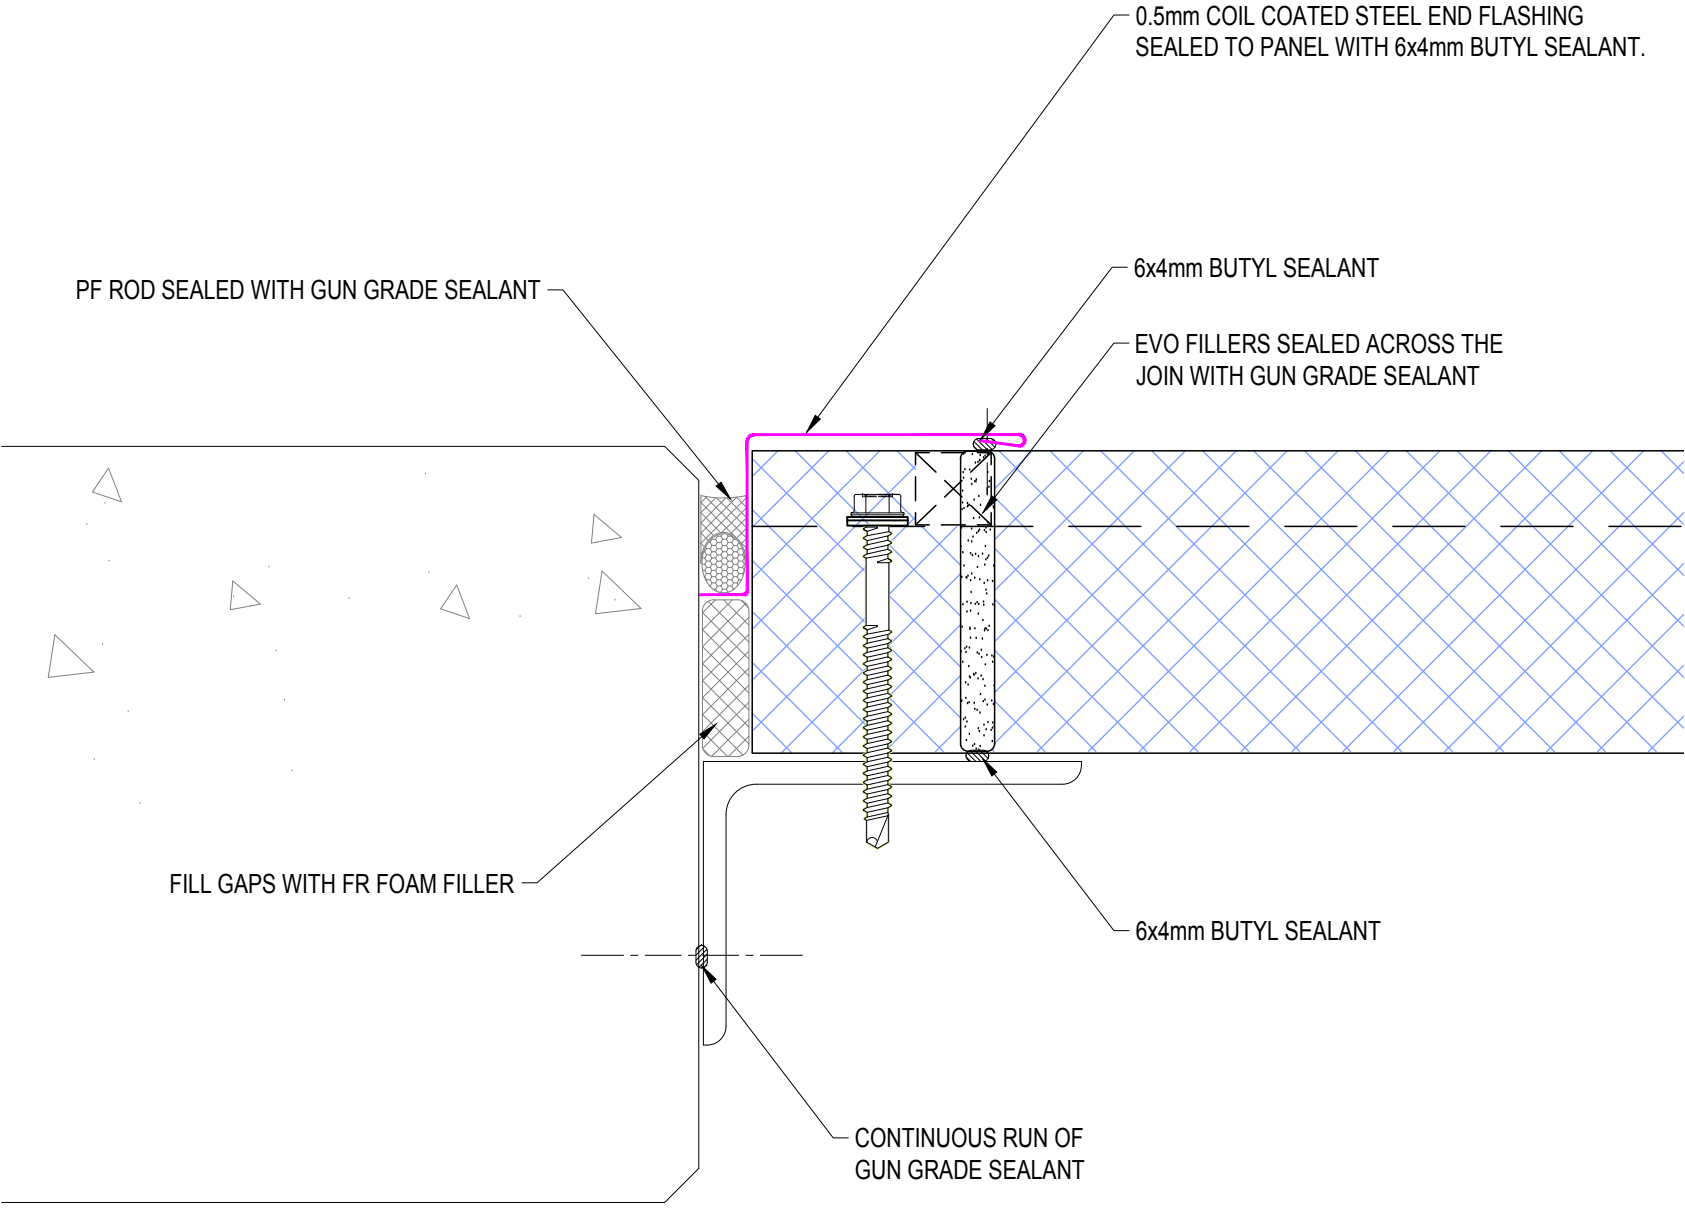 0.5mm COIL COATED STEEL END FLASHING
SEALED TO PANEL WITH 6x4mm BUTYL SEALANT.
6x4mm BUTYL SEALANT
PF ROD SEALED WITH GUN GRADE SEALANT
EVO FILLERS SEALED ACROSS THE
JOIN WITH GUN GRADE SEALANT
FILL GAPS WITH FR FOAM FILLER
6x4mm BUTYL SEALANT
CONTINUOUS RUN OF
GUN GRADE SEALANT